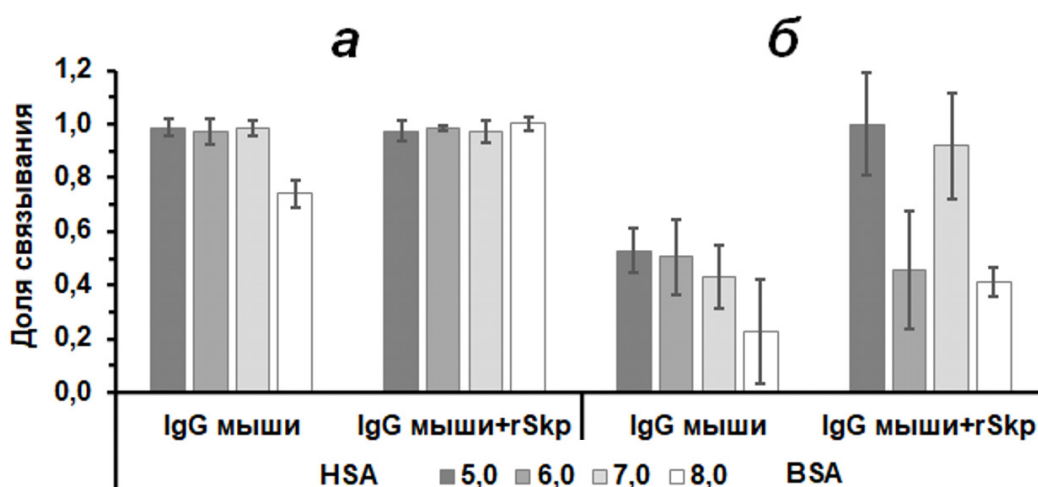 а б
Доля связывания
1,2
1,0
0,8
0,6
0,4
0,2
0,0
IgG мыши IgG мыши+rSkp IgG мыши IgG мыши+rSkp
HSA 5,0 6,0 7,0 8,0 BSA